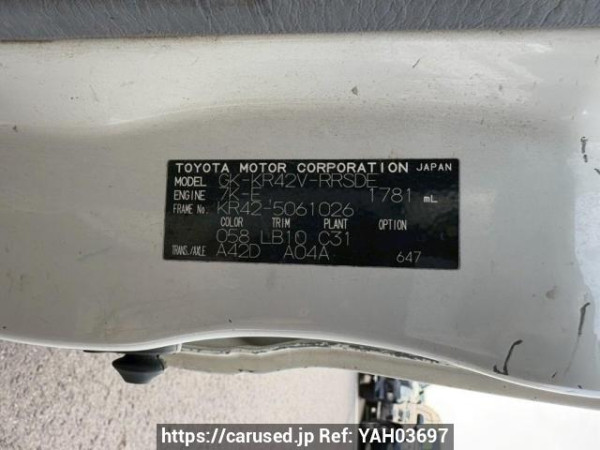 TOYOTA MOTOR CORPORATION JAPAN
MODEL GK-KR42V-RRSDE
ENGINE 7K-E 1781 mL
FRAME No. KR42-5061026
COLOR TRIM PLANT OPTION
058 LB10 C31
TRANS./AXLE A42D A04A 647
https://carused.jp Ref: YAH03697